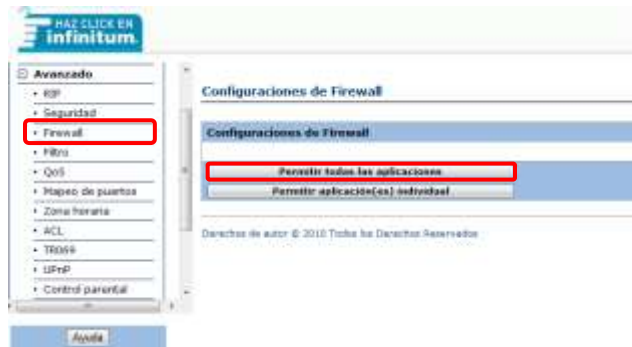 HAZ CLICK EN
infinitum
Avanzado
RIP
Seguridad
Firewall
Filtro
QoS
Mapeo de puertos
Zona horaria
ACL
TR069
UPnP
Control parental
Ayuda
Configuraciones de Firewall
Configuraciones de Firewall
Permitir todas las aplicaciones
Permitir aplicación(es) individual
Derechos de autor © 2010 Todos los Derechos Reservados